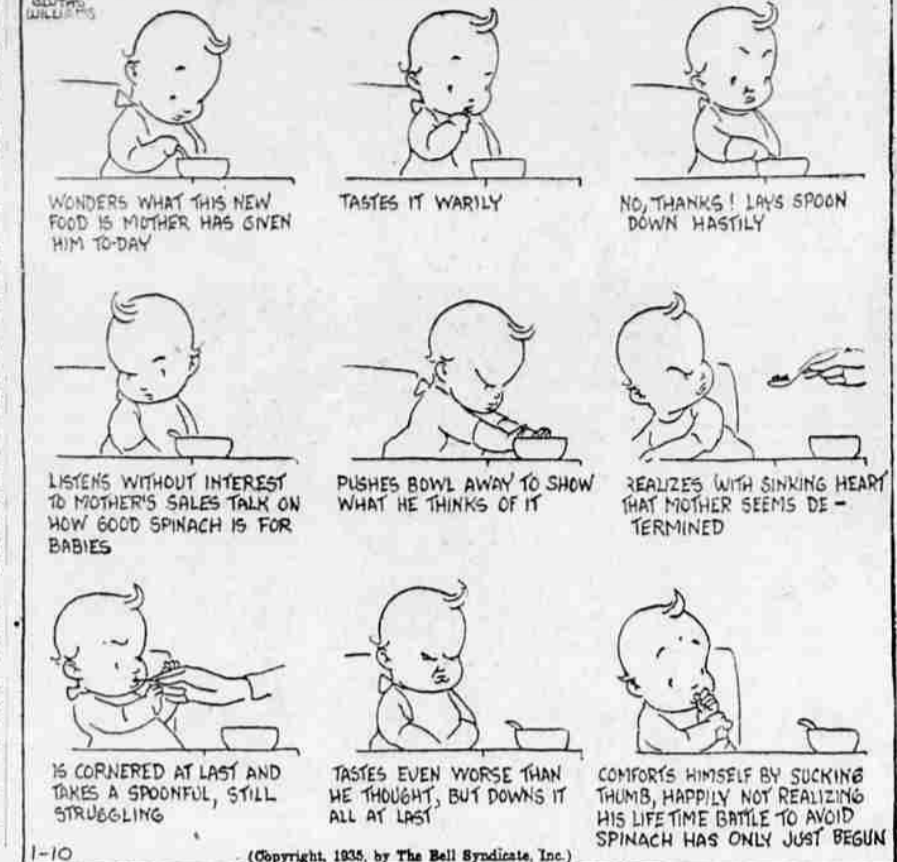 GLUYAS
WILLIAMS
WONDERS WHAT THIS NEW
FOOD IS MOTHER HAS GIVEN
HIM TO-DAY
TASTES IT WARILY
NO, THANKS! LAYS SPOON
DOWN HASTILY
LISTENS WITHOUT INTEREST
TO MOTHER'S SALES TALK ON
HOW GOOD SPINACH IS FOR
BABIES
PUSHES BOWL AWAY TO SHOW
WHAT HE THINKS OF IT
REALIZES WITH SINKING HEART
THAT MOTHER SEEMS DE-
TERMINED
IS CORNERED AT LAST AND
TAKES A SPOONFUL, STILL
STRUGGLING
TASTES EVEN WORSE THAN
HE THOUGHT, BUT DOWNS IT
ALL AT LAST
COMFORTS HIMSELF BY SUCKING
THUMB, HAPPILY NOT REALIZING
HIS LIFETIME BATTLE TO AVOID
SPINACH HAS ONLY JUST BEGUN
1-10
(Copyright, 1935, by The Bell Syndicate, Inc.)